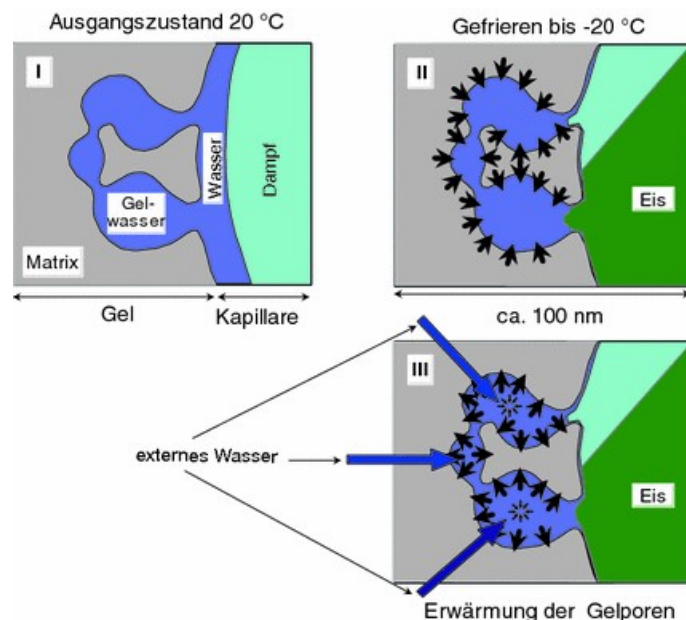 Ausgangszustand 20 °C
Gefrieren bis -20 °C
I
Wasser
Dampf
Gel-
wasser
Matrix
Gel
Kapillare
II
Eis
ca. 100 nm
III
externes Wasser
Eis
Erwärmung der Gelporen